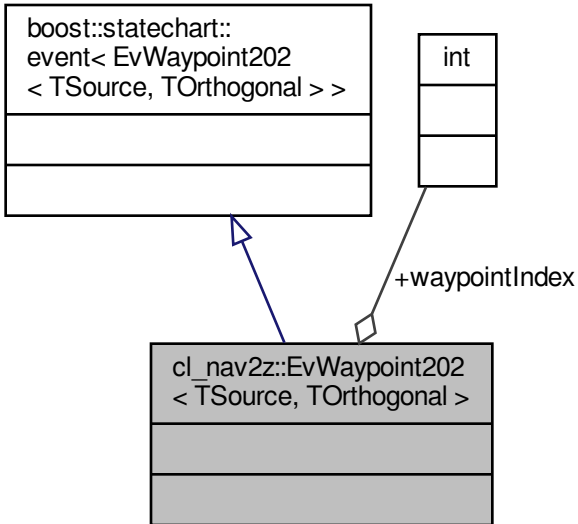 boost::statechart::
event< EvWaypoint202
< TSource, TOrthogonal > >
int
+waypointIndex
cl_nav2z::EvWaypoint202
< TSource, TOrthogonal >